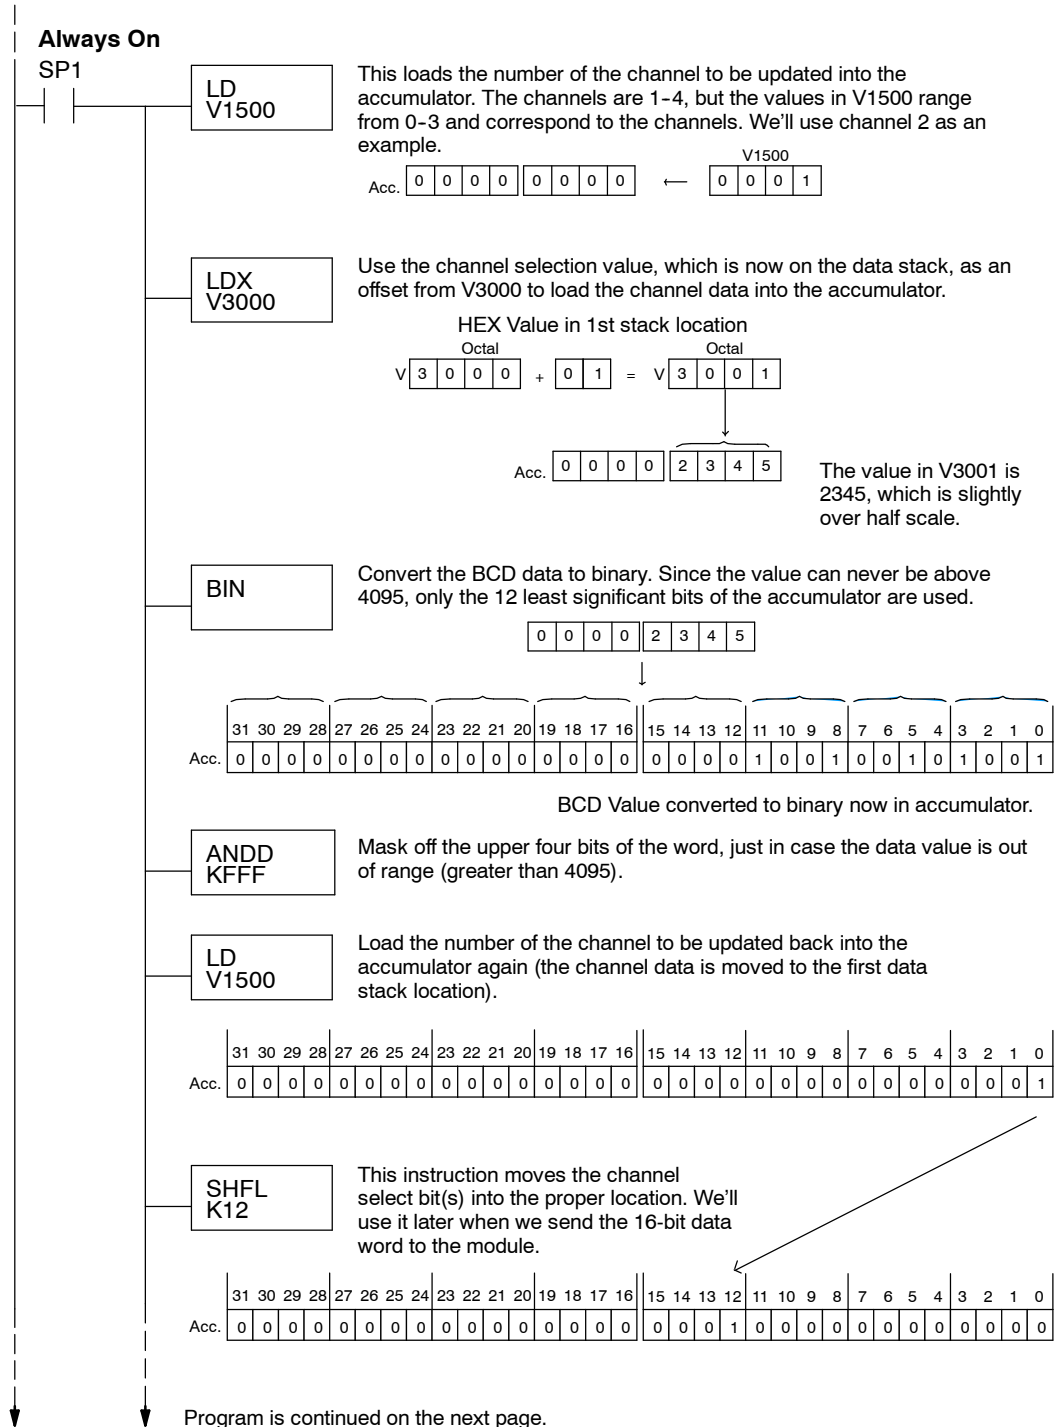 Always On
SP1
LD
V1500
This loads the number of the channel to be updated into the
accumulator. The channels are 1--4, but the values in V1500 range
from 0--3 and correspond to the channels. We'll use channel 2 as an
example.
V1500
Acc. 0 0 0 0 0 0 0 0 0 0 0 1
LDX
V3000
Use the channel selection value, which is now on the data stack, as an
offset from V3000 to load the channel data into the accumulator.
HEX Value in 1st stack location
Octal Octal
V 3 0 0 0 + 0 1 = V 3 0 0 1
Acc. 0 0 0 0 2 3 4 5
The value in V3001 is
2345, which is slightly
over half scale.
BIN
Convert the BCD data to binary. Since the value can never be above
4095, only the 12 least significant bits of the accumulator are used.
0 0 0 0 2 3 4 5
31 30 29 28 27 26 25 24 23 22 21 20 19 18 17 16 15 14 13 12 11 10 9 8 7 6 5 4 3 2 1 0
Acc. 0 0 0 0 0 0 0 0 0 0 0 0 0 0 0 0 0 0 0 0 1 0 0 1 0 0 1 0 1 0 0 1
BCD Value converted to binary now in accumulator.
ANDD
KFFF
Mask off the upper four bits of the word, just in case the data value is out
of range (greater than 4095).
LD
V1500
Load the number of the channel to be updated back into the
accumulator again (the channel data is moved to the first data
stack location).
31 30 29 28 27 26 25 24 23 22 21 20 19 18 17 16 15 14 13 12 11 10 9 8 7 6 5 4 3 2 1 0
Acc. 0 0 0 0 0 0 0 0 0 0 0 0 0 0 0 0 0 0 0 0 0 0 0 0 0 0 0 0 0 0 0 1
SHFL
K12
This instruction moves the channel
select bit(s) into the proper location. We'll
use it later when we send the 16-bit data
word to the module.
31 30 29 28 27 26 25 24 23 22 21 20 19 18 17 16 15 14 13 12 11 10 9 8 7 6 5 4 3 2 1 0
Acc. 0 0 0 0 0 0 0 0 0 0 0 0 0 0 0 0 0 0 0 1 0 0 0 0 0 0 0 0 0 0 0 0
Program is continued on the next page.